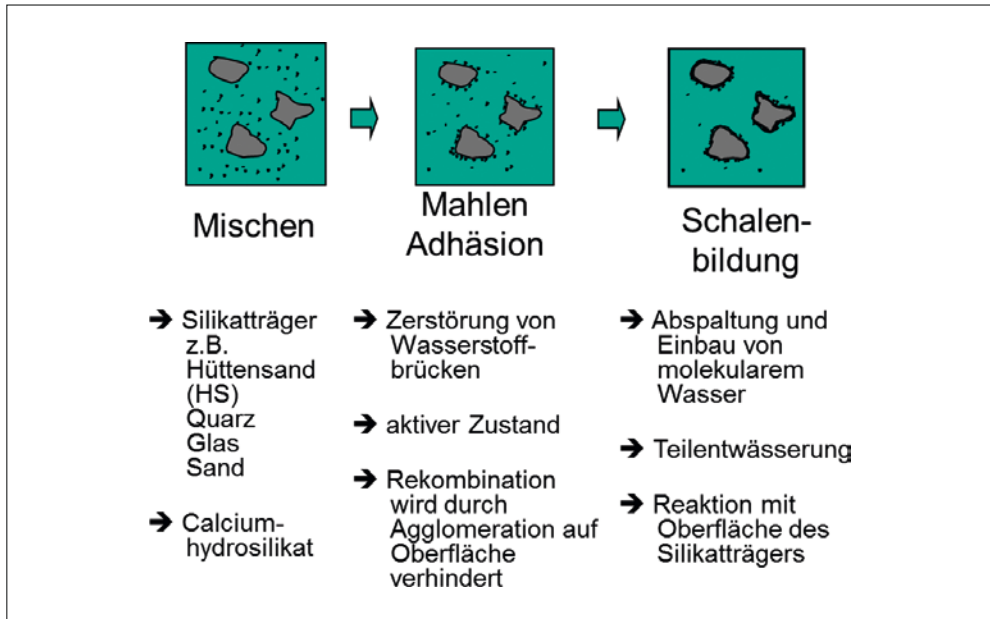 Mischen
➔ Silikatträger
z.B.
Hüttensand
(HS)
Quarz
Glas
Sand
➔ Calcium-
hydrosilikat
Mahlen
Adhäsion
➔ Zerstörung von
Wasserstoff-
brücken
➔ aktiver Zustand
➔ Rekombination
wird durch
Agglomeration auf
Oberfläche
verhindert
Schalen-
bildung
➔ Abspaltung und
Einbau von
molekularem
Wasser
➔ Teilentwässerung
➔ Reaktion mit
Oberfläche des
Silikatträgers